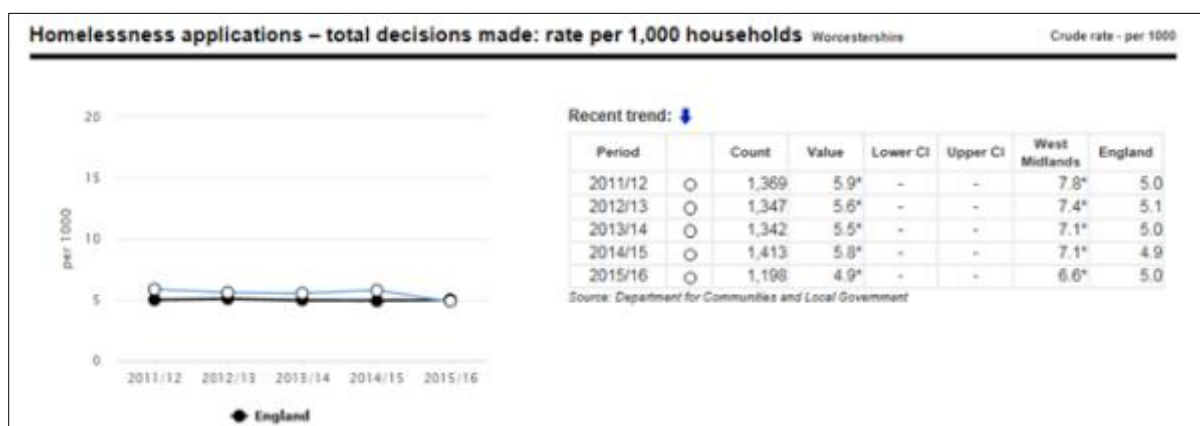 Homelessness applications – total decisions made: rate per 1,000 households Worcestershire Crude rate - per 1000
20
15
10
5
0
per 1000
2011/12 2012/13 2013/14 2014/15 2015/16
England
Recent trend:
Period Count Value Lower CI Upper CI West Midlands England
2011/12 1,369 5.9* - - 7.8* 5.0
2012/13 1,347 5.6* - - 7.4* 5.1
2013/14 1,342 5.5* - - 7.1* 5.0
2014/15 1,413 5.8* - - 7.1* 4.9
2015/16 1,198 4.9* - - 6.6* 5.0
Source: Department for Communities and Local Government